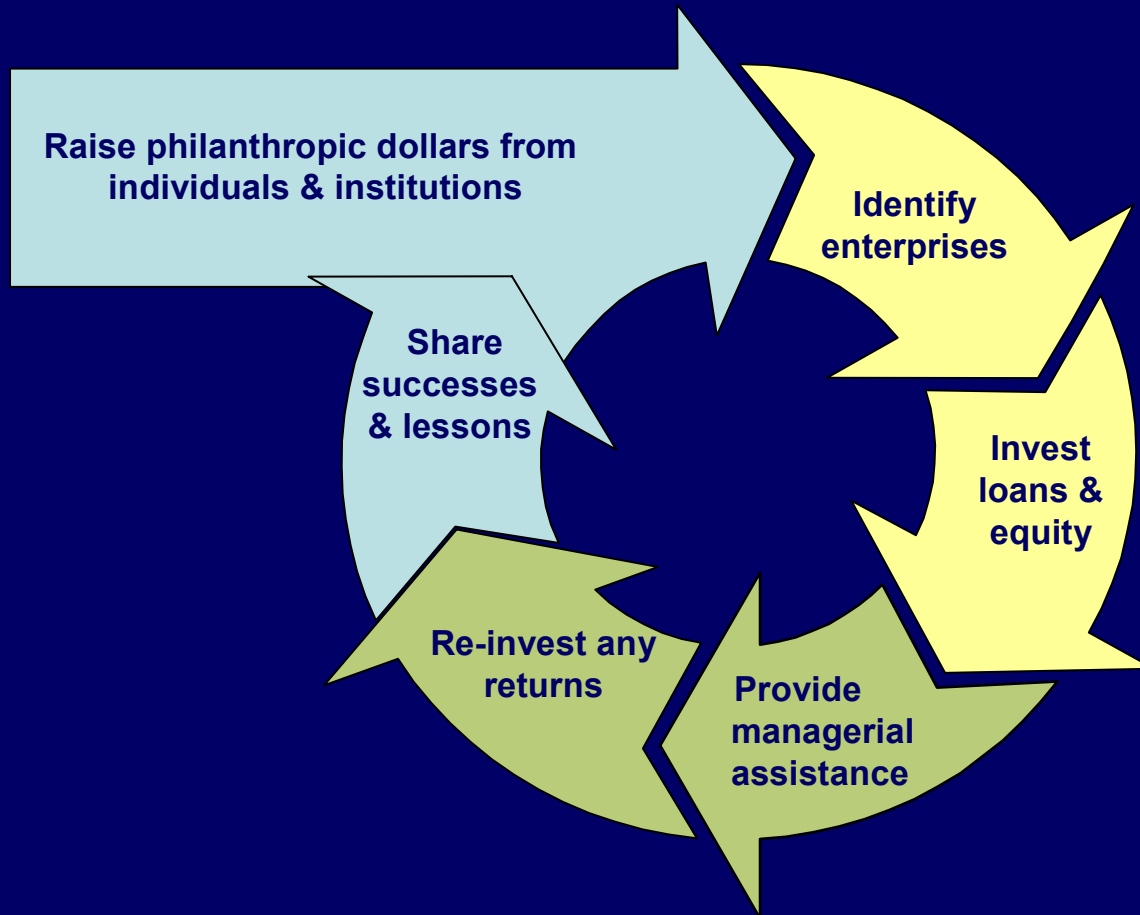 Raise philanthropic dollars from
individuals & institutions
Identify
enterprises
Invest
loans &
equity
Provide
managerial
assistance
Re-invest any
returns
Share
successes
& lessons